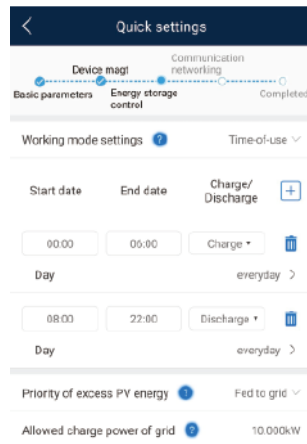 Quick settings
Communication
Device magt networking
Basic parameters Energy storage Completed
control
Working mode settings ? Time-of-use
Start date End date Charge/
Discharge
00:00 06:00 Charge
Day everyday
08:00 22:00 Discharge
Day everyday
Priority of excess PV energy ? Fed to grid
Allowed charge power of grid ? 10.000kW